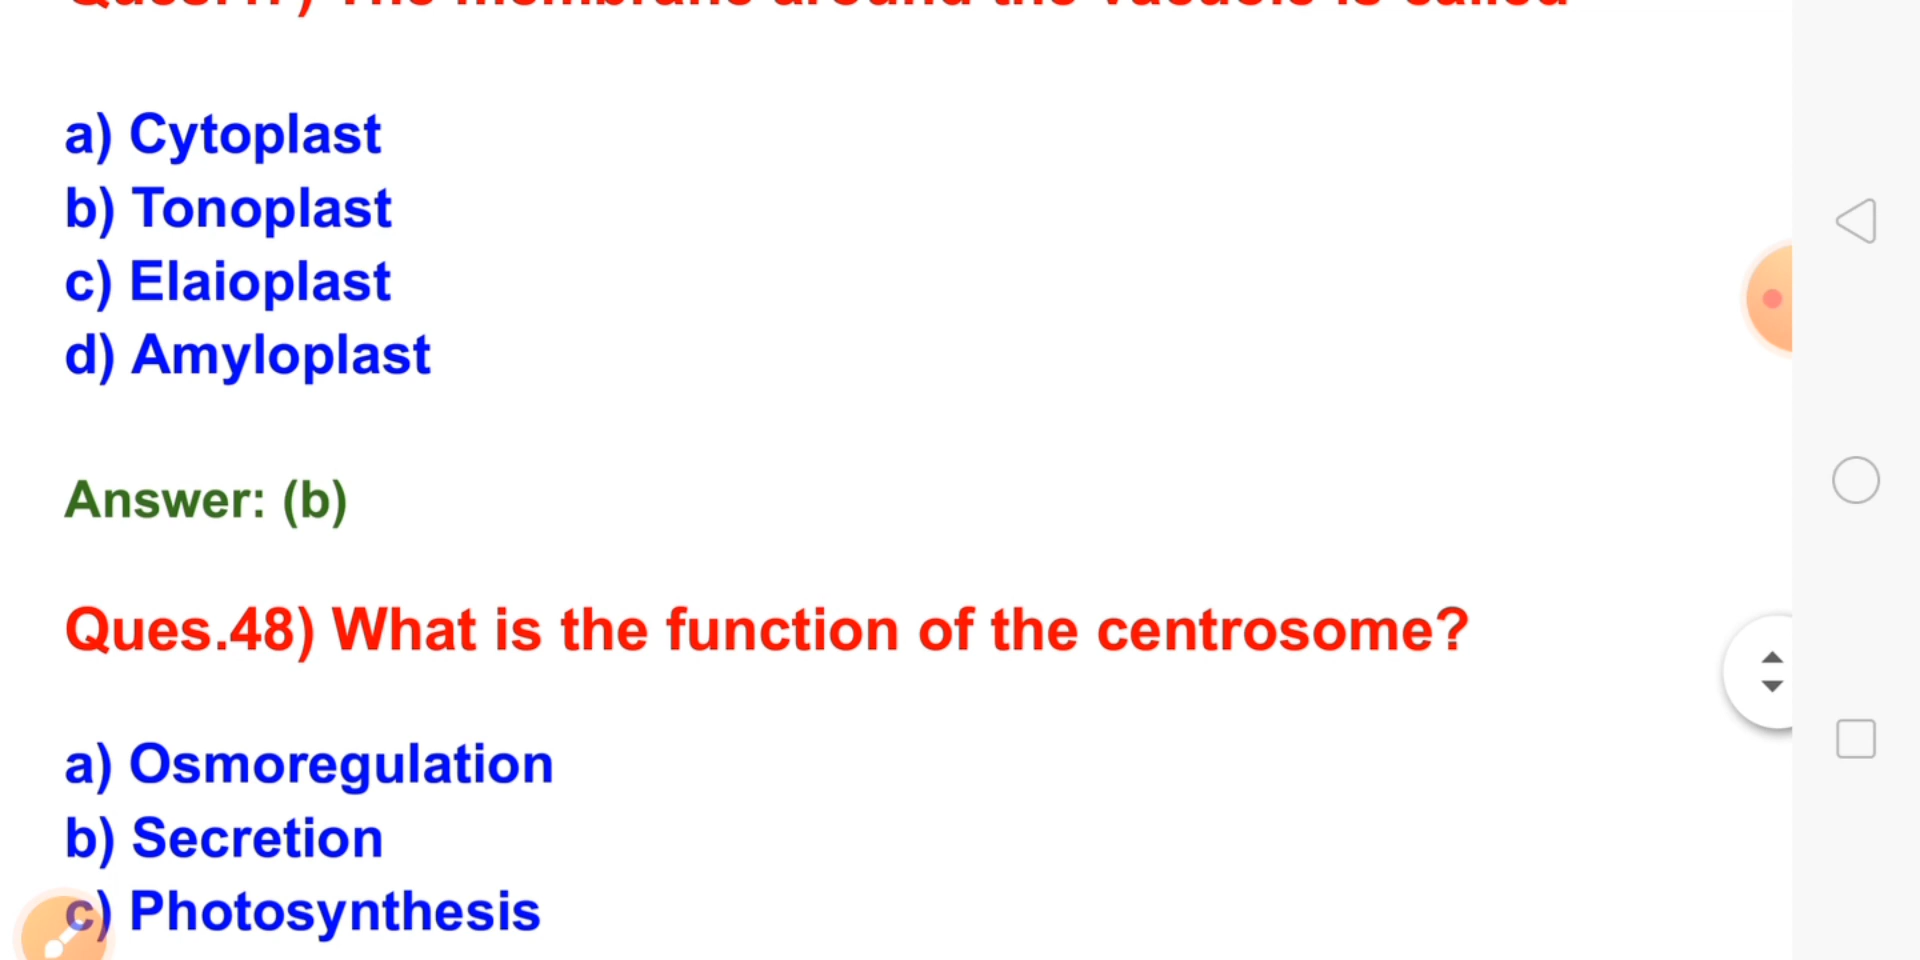 a) Cytoplast
b) Tonoplast
c) Elaioplast
d) Amyloplast
Answer: (b)
Ques.48) What is the function of the centrosome?
a) Osmoregulation
b) Secretion
c) Photosynthesis